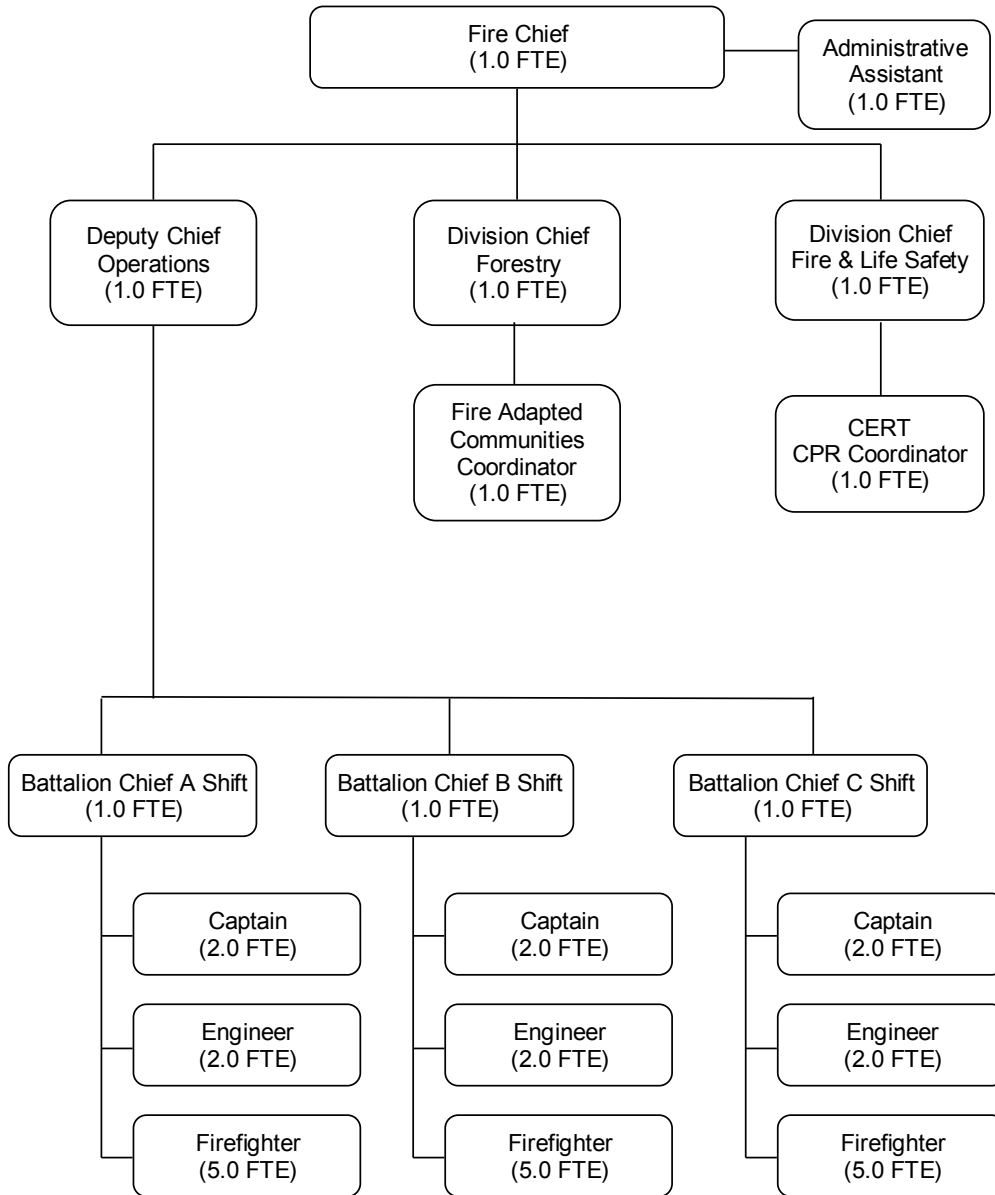 Fire Chief
(1.0 FTE)
Administrative
Assistant
(1.0 FTE)
Deputy Chief
Operations
(1.0 FTE)
Division Chief
Forestry
(1.0 FTE)
Division Chief
Fire & Life Safety
(1.0 FTE)
Fire Adapted
Communities
Coordinator
(1.0 FTE)
CERT
CPR Coordinator
(1.0 FTE)
Battalion Chief A Shift
(1.0 FTE)
Battalion Chief B Shift
(1.0 FTE)
Battalion Chief C Shift
(1.0 FTE)
Captain
(2.0 FTE)
Captain
(2.0 FTE)
Captain
(2.0 FTE)
Engineer
(2.0 FTE)
Engineer
(2.0 FTE)
Engineer
(2.0 FTE)
Firefighter
(5.0 FTE)
Firefighter
(5.0 FTE)
Firefighter
(5.0 FTE)